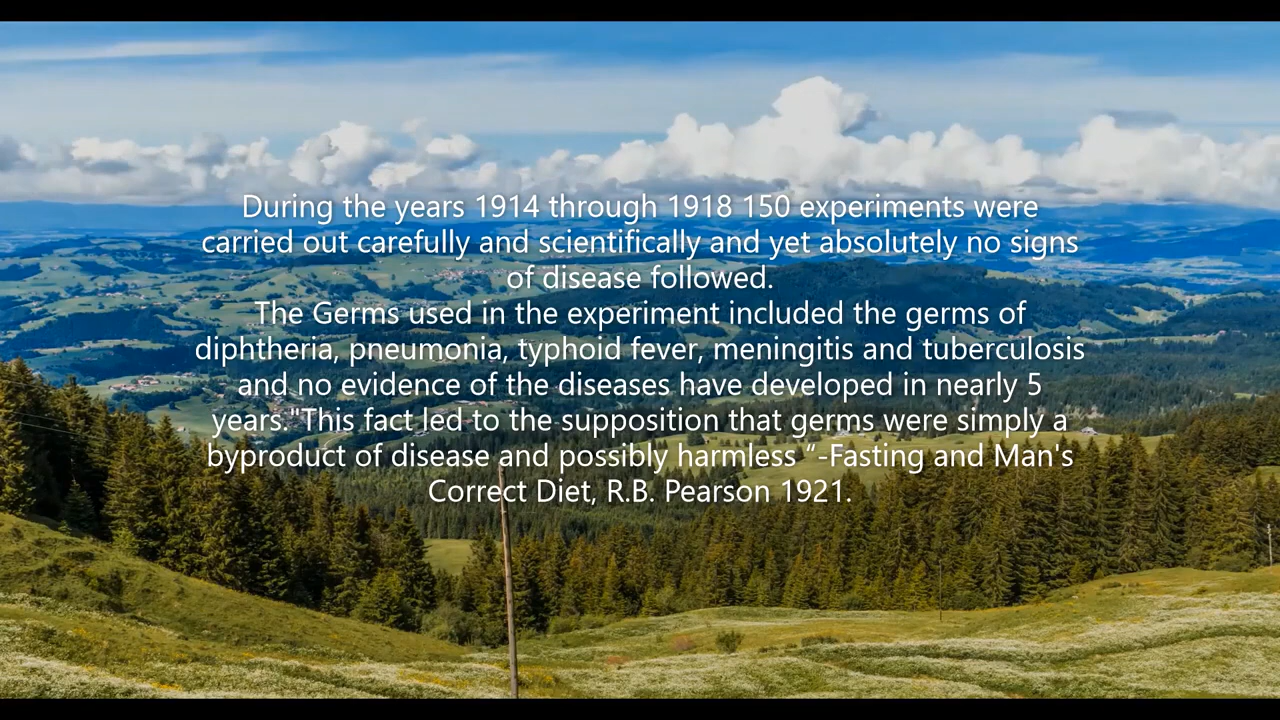 During the years 1914 through 1918 150 experiments were
carried out carefully and scientifically and yet absolutely no signs
of disease followed.
The Germs used in the experiment included the germs of
diphtheria, pneumonia, typhoid fever, meningitis and tuberculosis
and no evidence of the diseases have developed in nearly 5
years."This fact led to the supposition that germs were simply a
byproduct of disease and possibly harmless “-Fasting and Man's
Correct Diet, R.B. Pearson 1921.